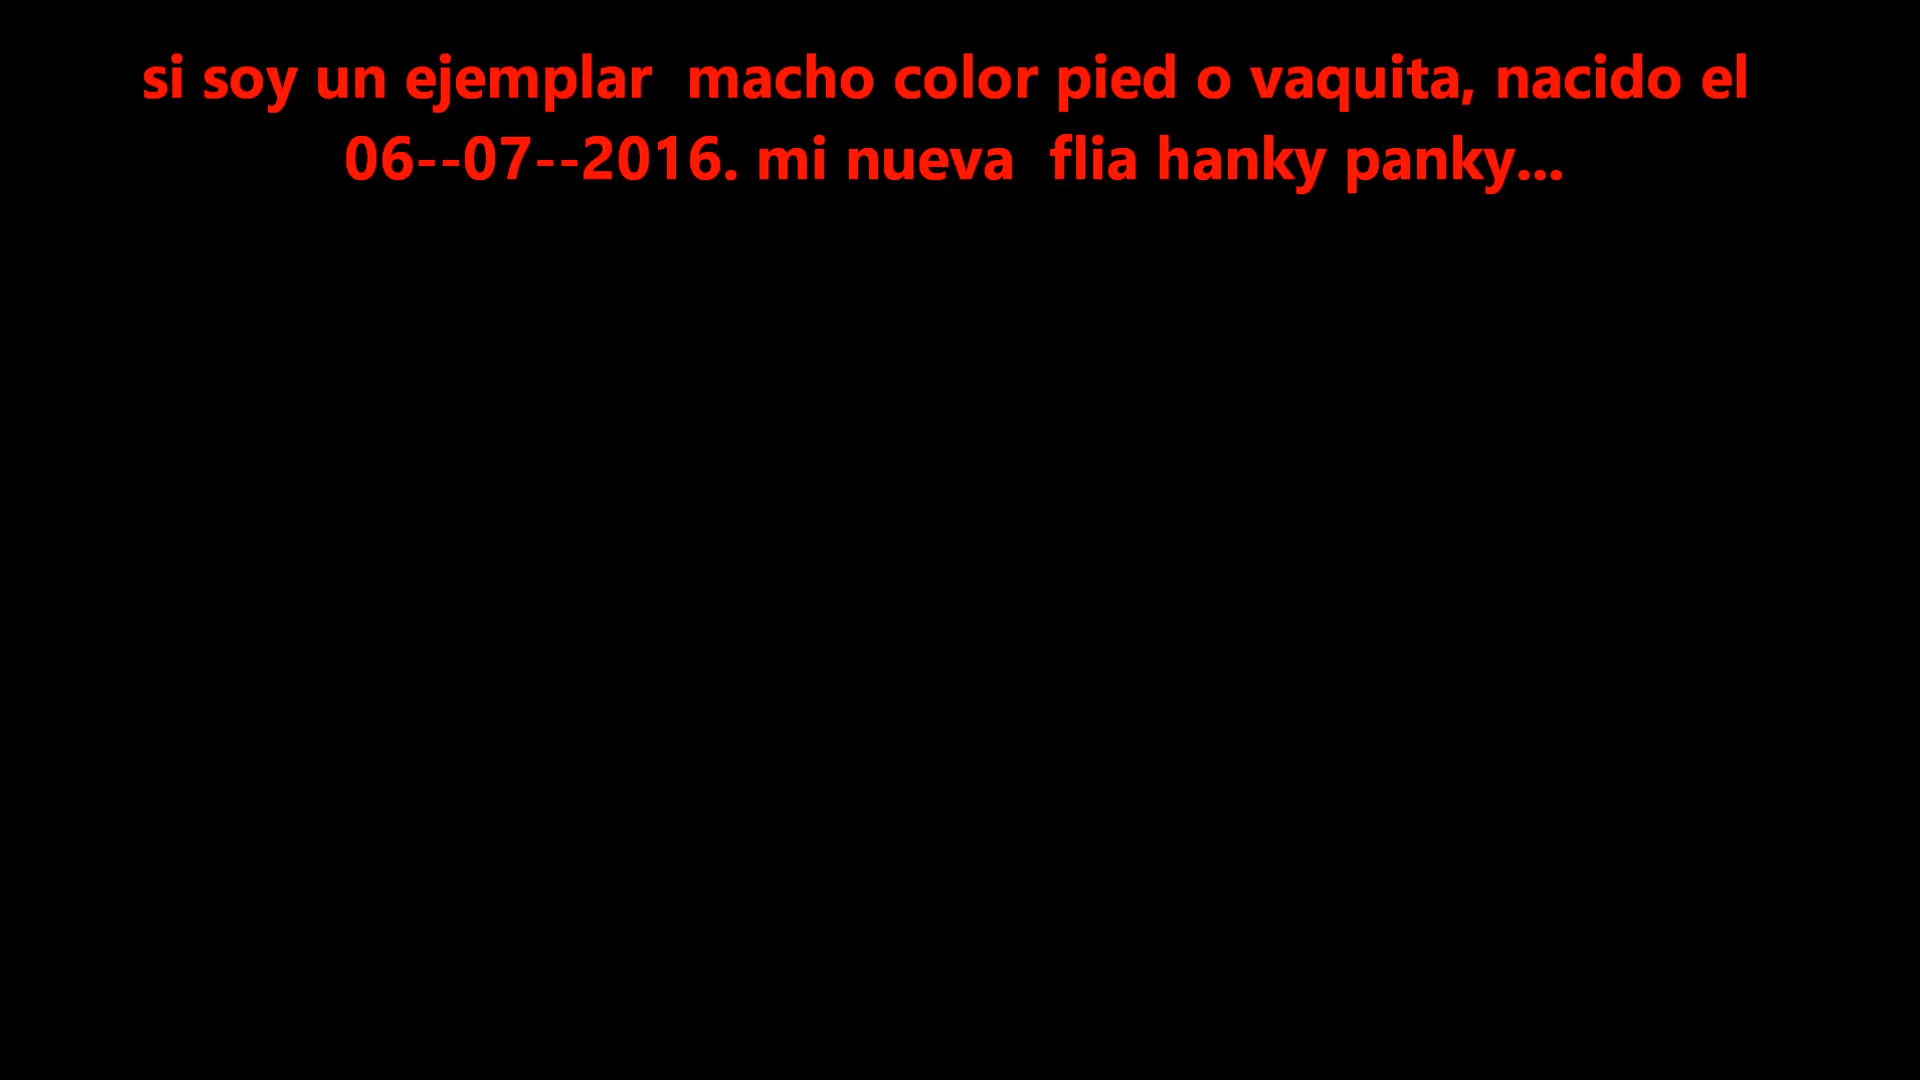 si soy un ejemplar  macho color pied o vaquita, nacido el
06--07--2016. mi nueva  flia hanky panky...